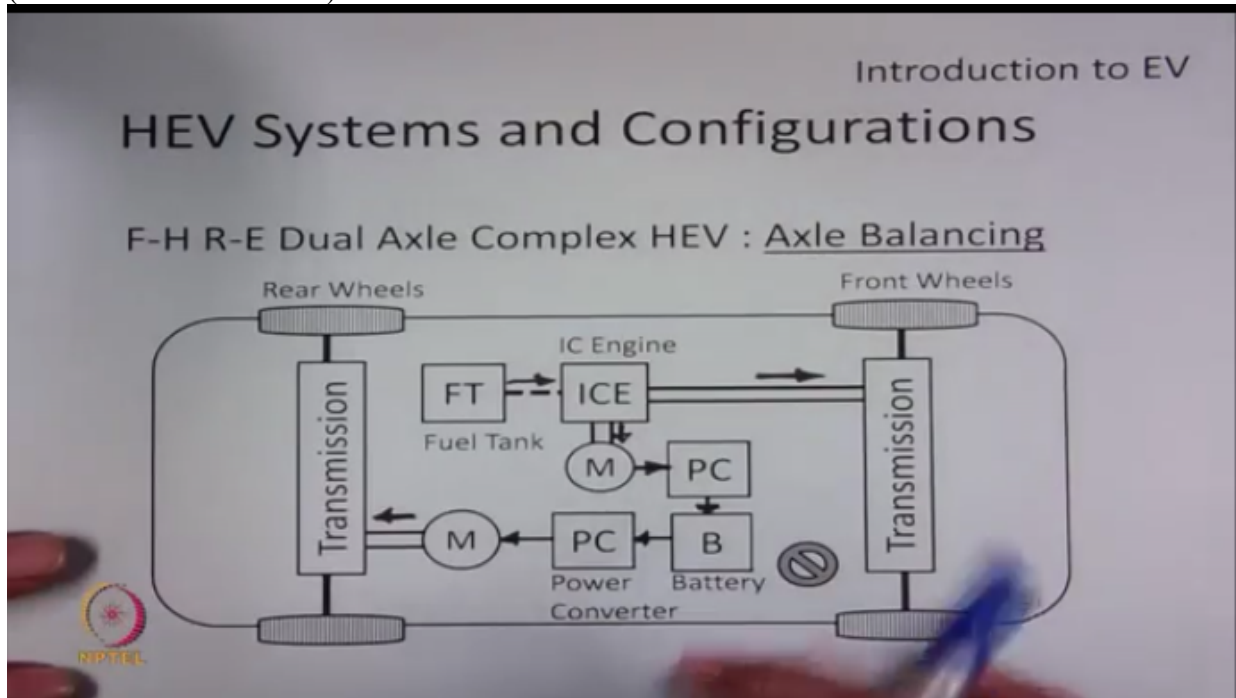 Introduction to EV
HEV Systems and Configurations
F-H R-E Dual Axle Complex HEV : Axle Balancing
Rear Wheels
Front Wheels
IC Engine
FT
ICE
Fuel Tank
Transmission
Transmission
M
PC
M
PC
B
Power
Converter
Battery
NPTEL